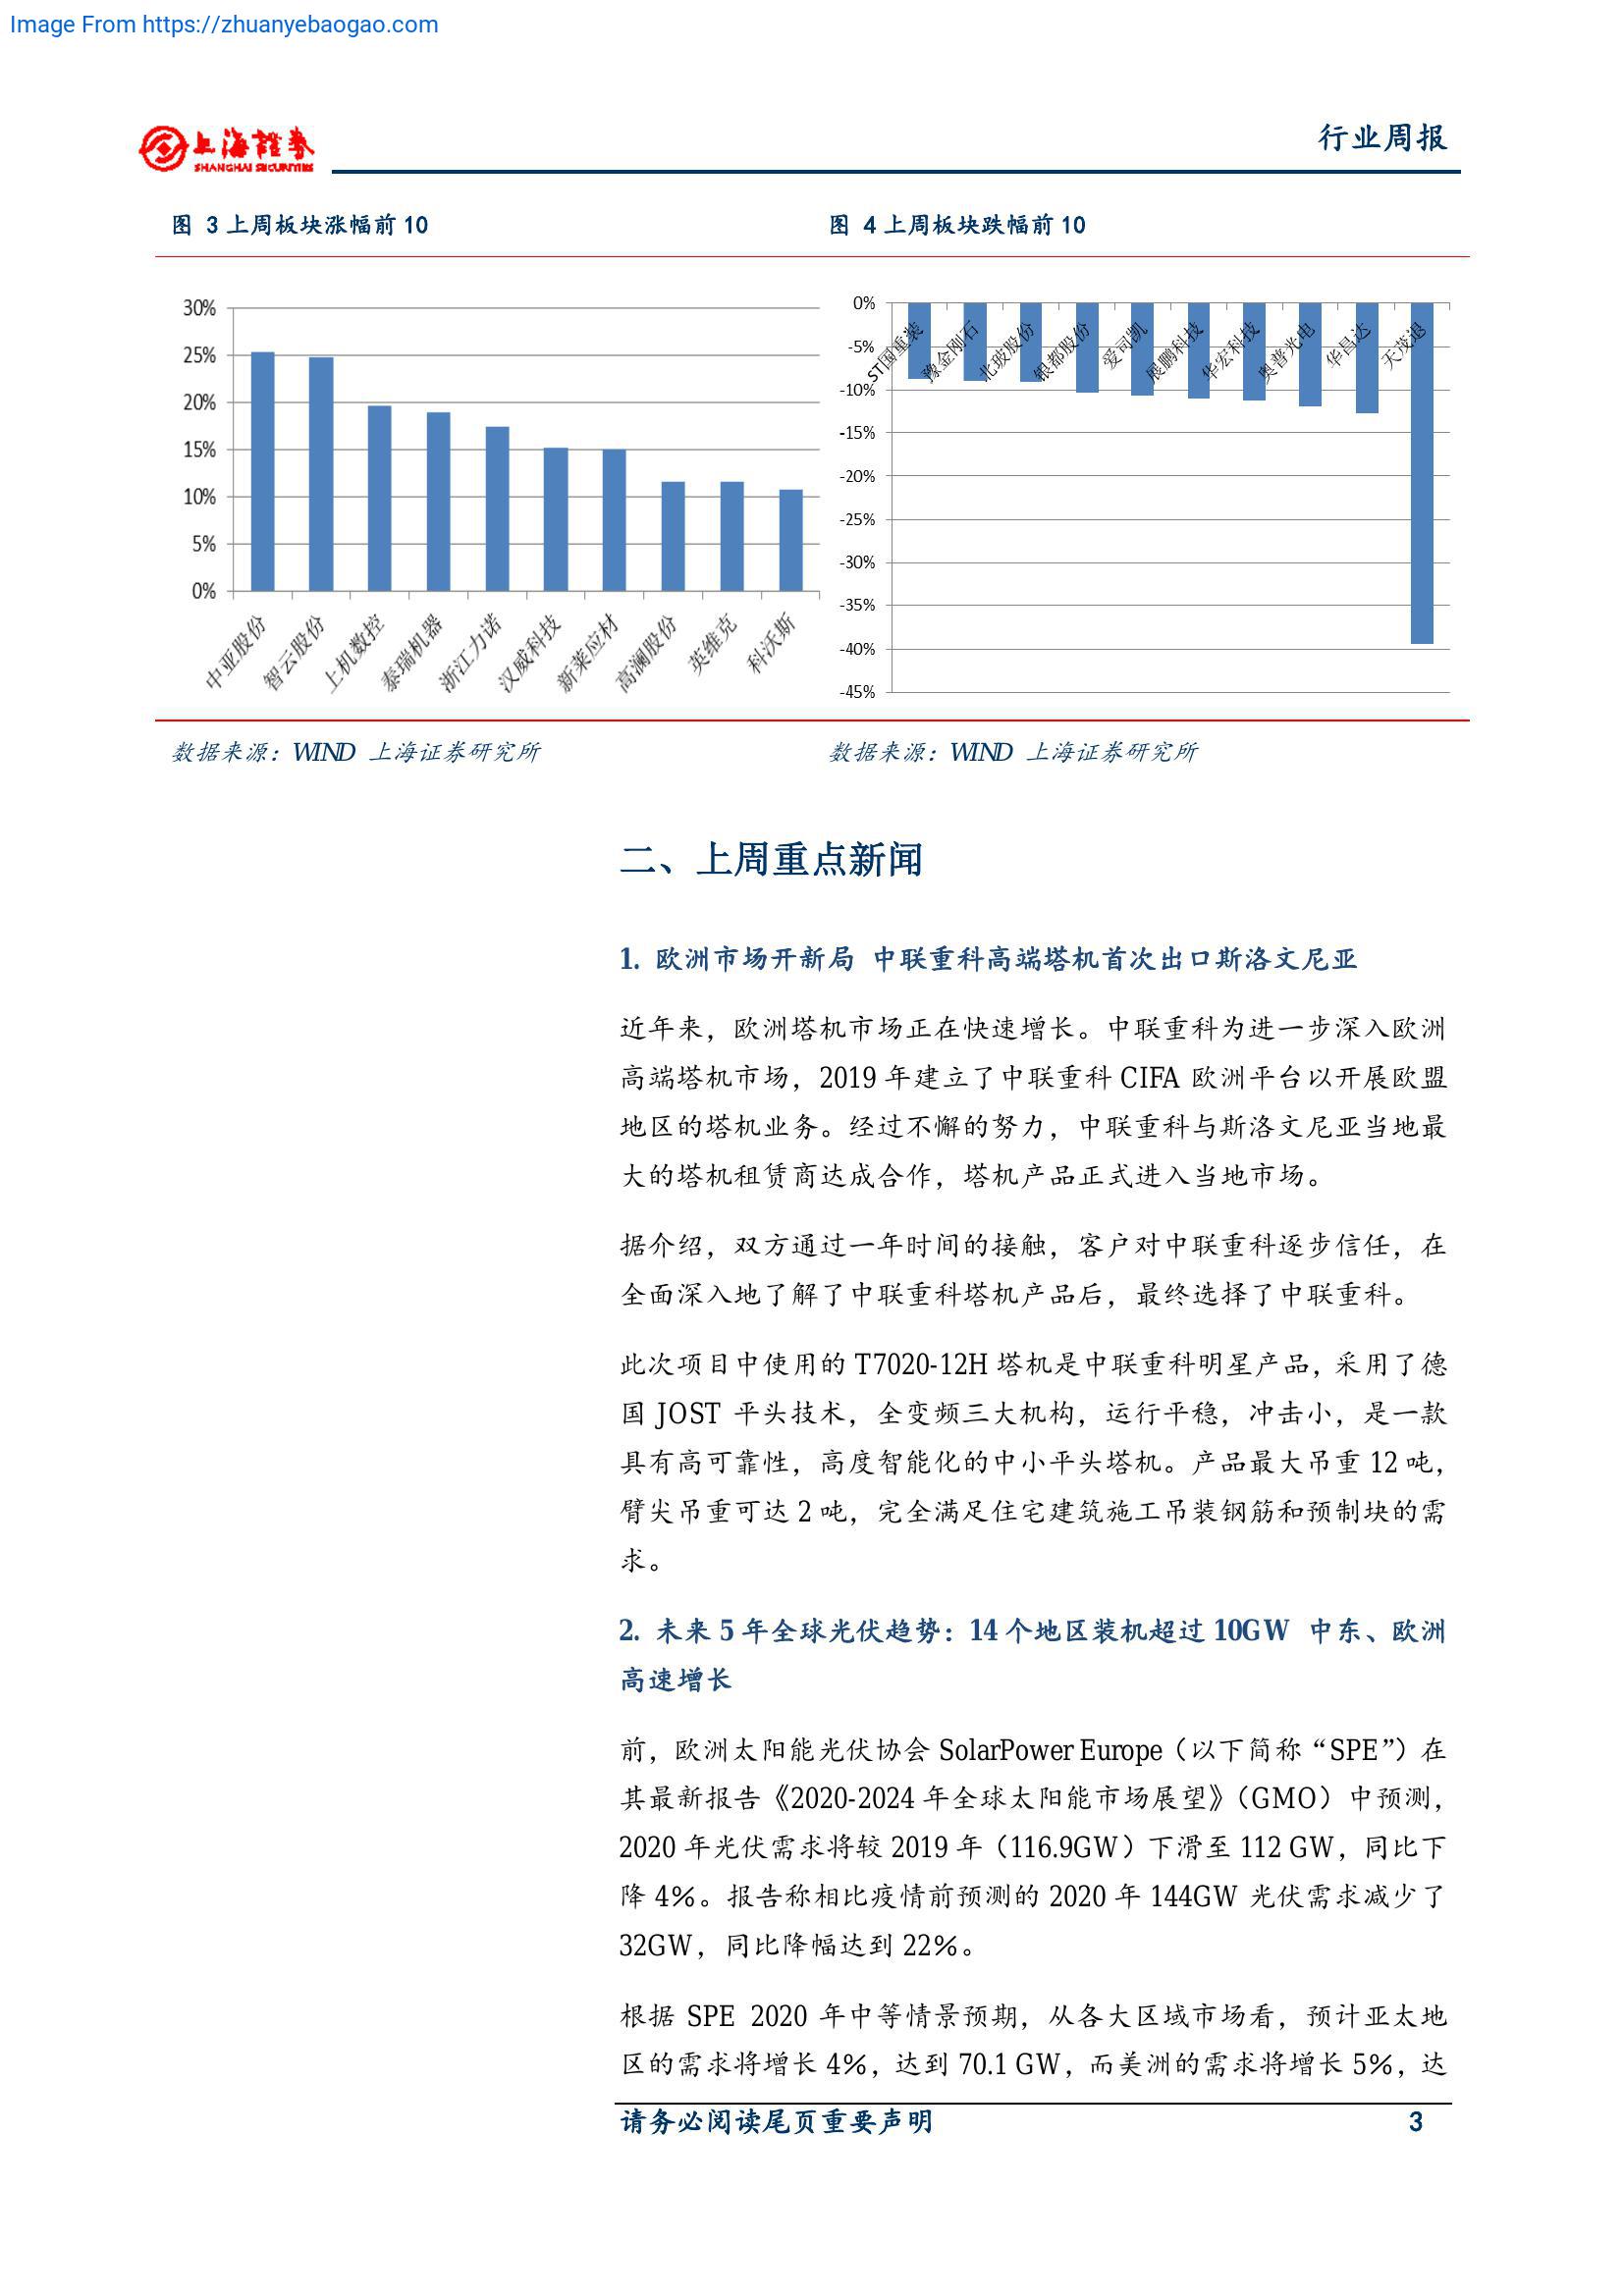 Image From https://zhuanyebaogao.com
上海證券
SHANGHAI SECURITIES
行业周报
图 3 上周板块涨幅前 10
图 4 上周板块跌幅前 10
30%
25%
20%
15%
10%
5%
0%
中亚股份
智云股份
上机数控
泰瑞机器
浙江力诺
汉威科技
新莱应材
高澜股份
英维克
科沃斯
0%
-5%
-10%
-15%
-20%
-25%
-30%
-35%
-40%
-45%
ST国重装
豫金刚石
北玻股份
银都股份
爱司凯
展鹏科技
华宏科技
奥普光电
华昌达
天茂退
数据来源：WIND 上海证券研究所
数据来源：WIND 上海证券研究所
二、上周重点新闻
1. 欧洲市场开新局 中联重科高端塔机首次出口斯洛文尼亚
近年来，欧洲塔机市场正在快速增长。中联重科为进一步深入欧洲
高端塔机市场，2019 年建立了中联重科 CIFA 欧洲平台以开展欧盟
地区的塔机业务。经过不懈的努力，中联重科与斯洛文尼亚当地最
大的塔机租赁商达成合作，塔机产品正式进入当地市场。
据介绍，双方通过一年时间的接触，客户对中联重科逐步信任，在
全面深入地了解了中联重科塔机产品后，最终选择了中联重科。
此次项目中使用的 T7020-12H 塔机是中联重科明星产品，采用了德
国 JOST 平头技术，全变频三大机构，运行平稳，冲击小，是一款
具有高可靠性，高度智能化的中小平头塔机。产品最大吊重 12 吨，
臂尖吊重可达 2 吨，完全满足住宅建筑施工吊装钢筋和预制块的需
求。
2. 未来 5 年全球光伏趋势：14 个地区装机超过 10GW 中东、欧洲
高速增长
前，欧洲太阳能光伏协会 SolarPower Europe（以下简称“SPE”）在
其最新报告《2020-2024 年全球太阳能市场展望》（GMO）中预测，
2020 年光伏需求将较 2019 年（116.9GW）下滑至 112 GW，同比下
降 4%。报告称相比疫情前预测的 2020 年 144GW 光伏需求减少了
32GW，同比降幅达到 22%。
根据 SPE 2020 年中等情景预期，从各大区域市场看，预计亚太地
区的需求将增长 4%，达到 70.1 GW，而美洲的需求将增长 5%，达
请务必阅读尾页重要声明
3